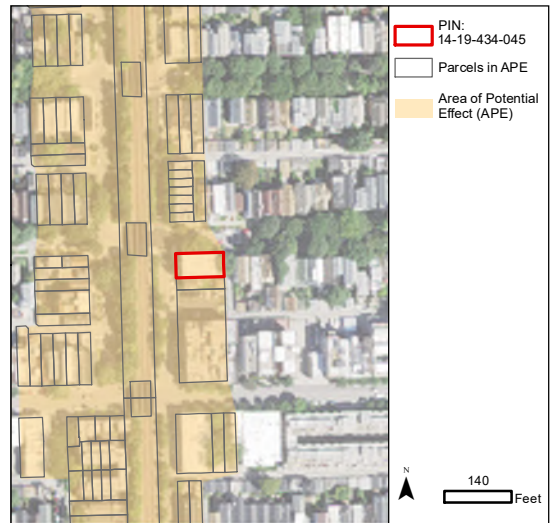 PIN:
14-19-434-045
Parcels in APE
Area of Potential
Effect (APE)
N
140
Feet